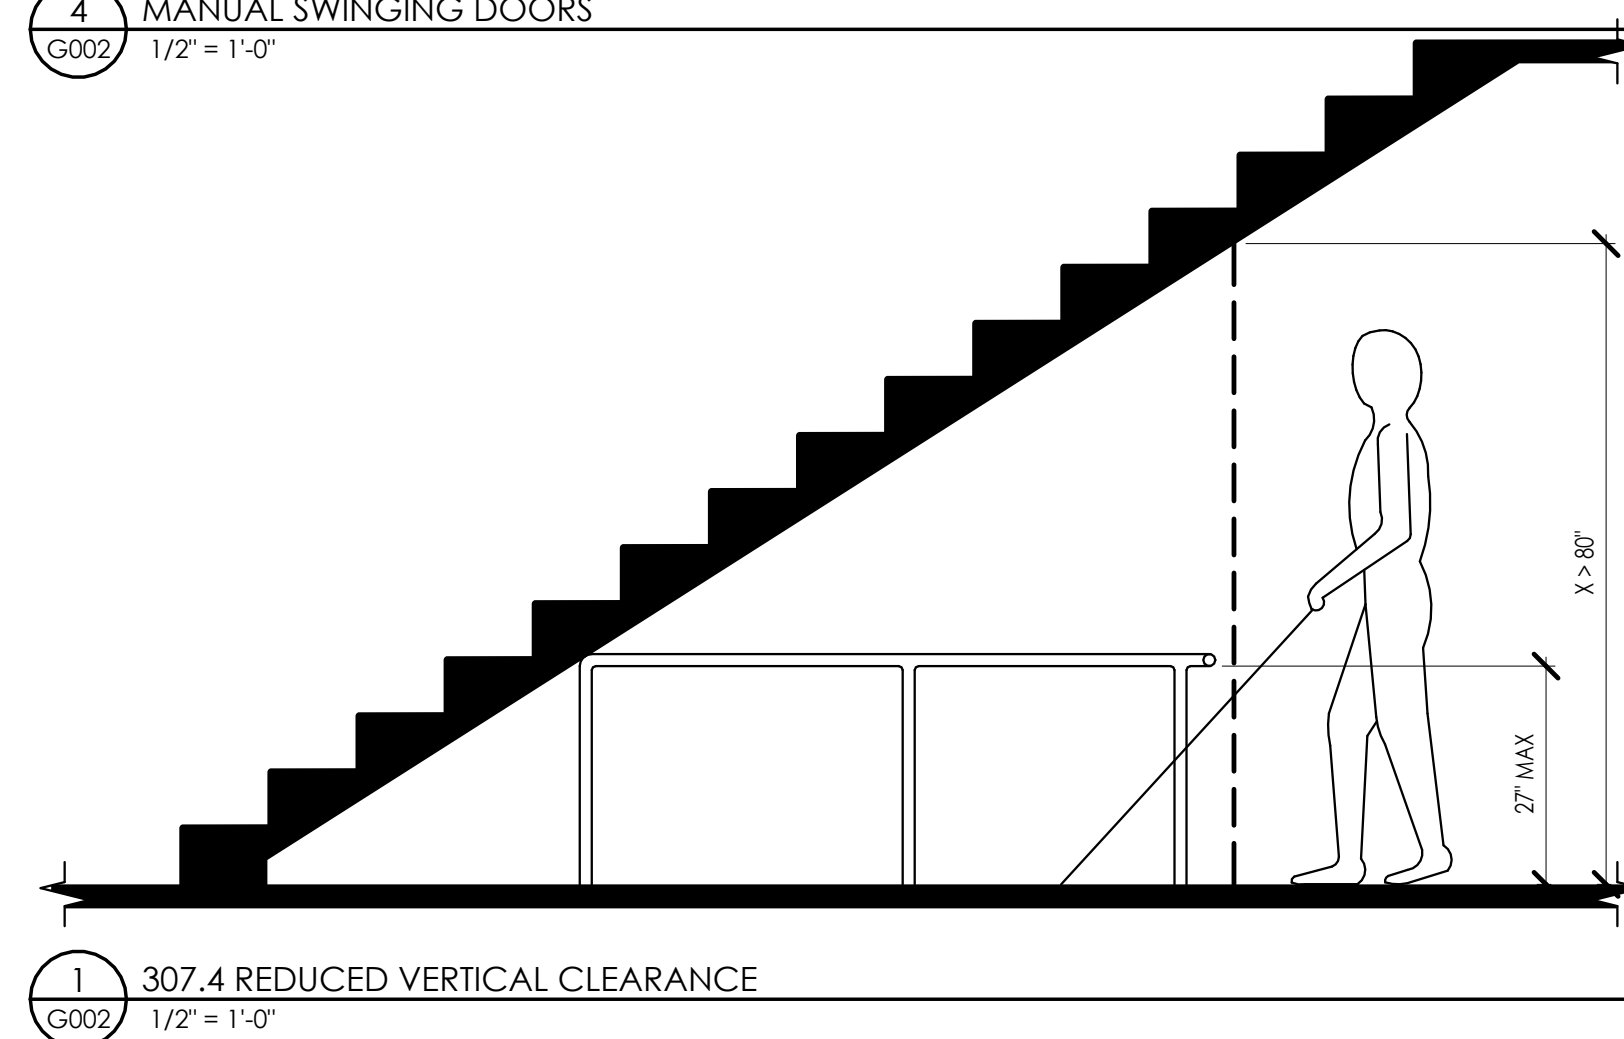 4
MANUAL SWINGING DOORS
G002
1/2" = 1'-0"
X > 80"
27" MAX
1
307.4 REDUCED VERTICAL CLEARANCE
G002
1/2" = 1'-0"